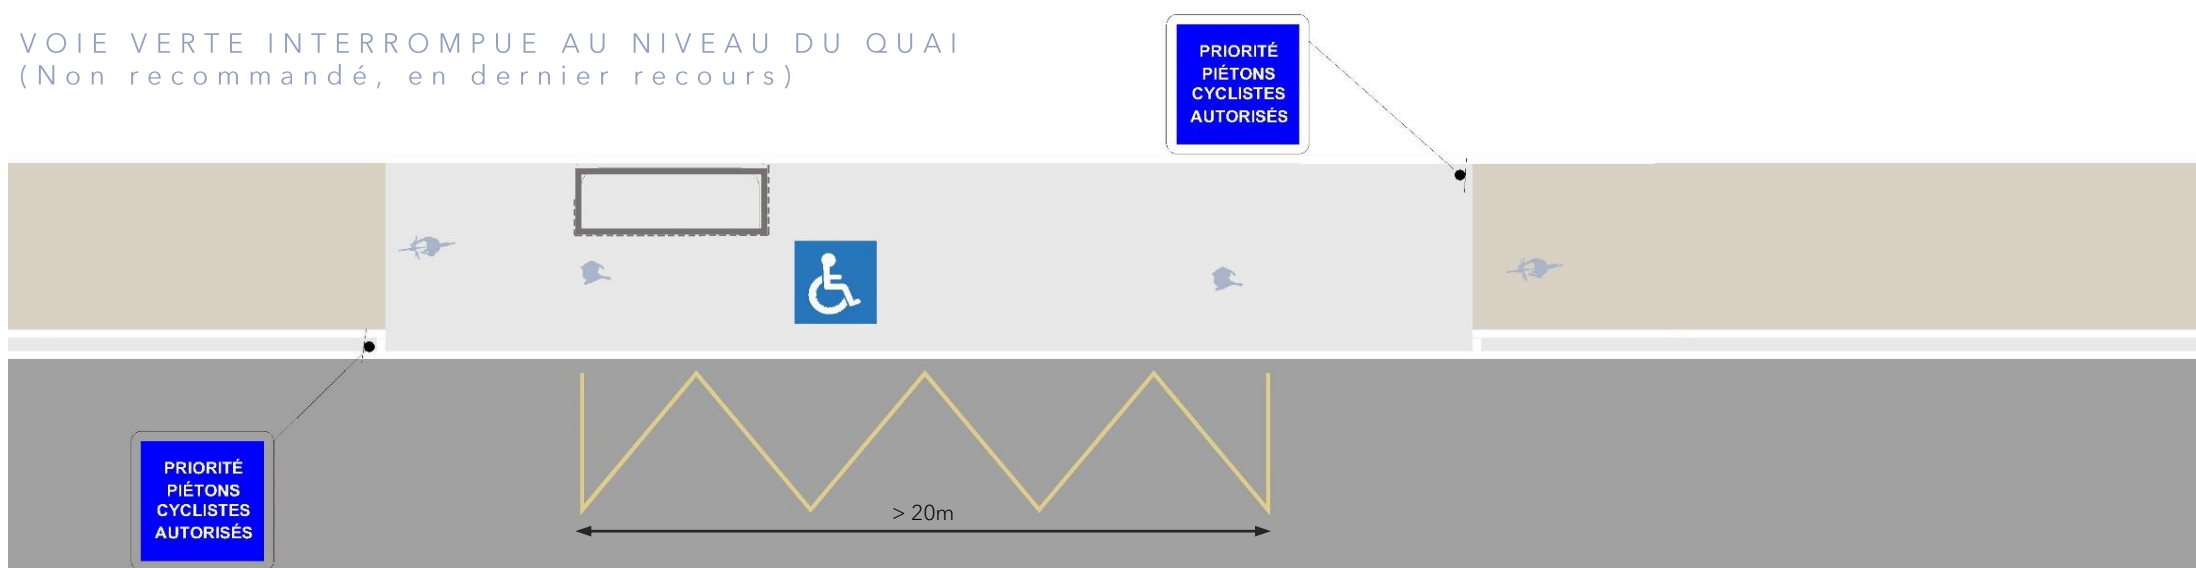 VOIE VERTE INTERROMPUE AU NIVEAU DU QUAI
(Non recommandé, en dernier recours)
PRIORITÉ
PIÉTONS
CYCLISTES
AUTORISÉS
PRIORITÉ
PIÉTONS
CYCLISTES
AUTORISÉS
> 20m